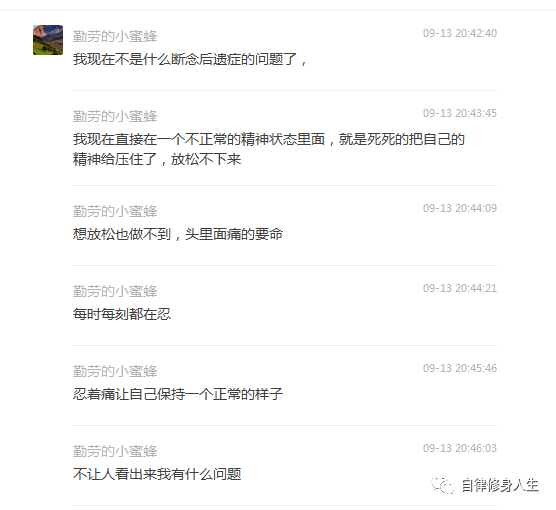 勤劳的小蜜蜂 09-13 20:42:40
我现在不是什么断念后遗症的问题了，
勤劳的小蜜蜂 09-13 20:43:45
我现在直接在一个不正常的精神状态里面，就是死死的把自己的
精神给压住了，放松不下来
勤劳的小蜜蜂 09-13 20:44:09
想放松也做不到，头里面痛的要命
勤劳的小蜜蜂 09-13 20:44:21
每时每刻都在忍
勤劳的小蜜蜂 09-13 20:45:46
忍着痛让自己保持一个正常的样子
勤劳的小蜜蜂 09-13 20:46:03
不让人看出来我有什么问题
自律修身人生